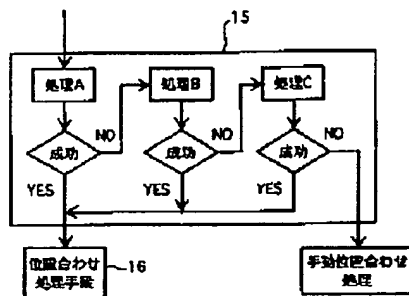 15
処理A
処理B
処理C
成功
NO
成功
NO
成功
NO
YES
YES
YES
位置合わせ
処理手段
16
手動位置合わせ
処理